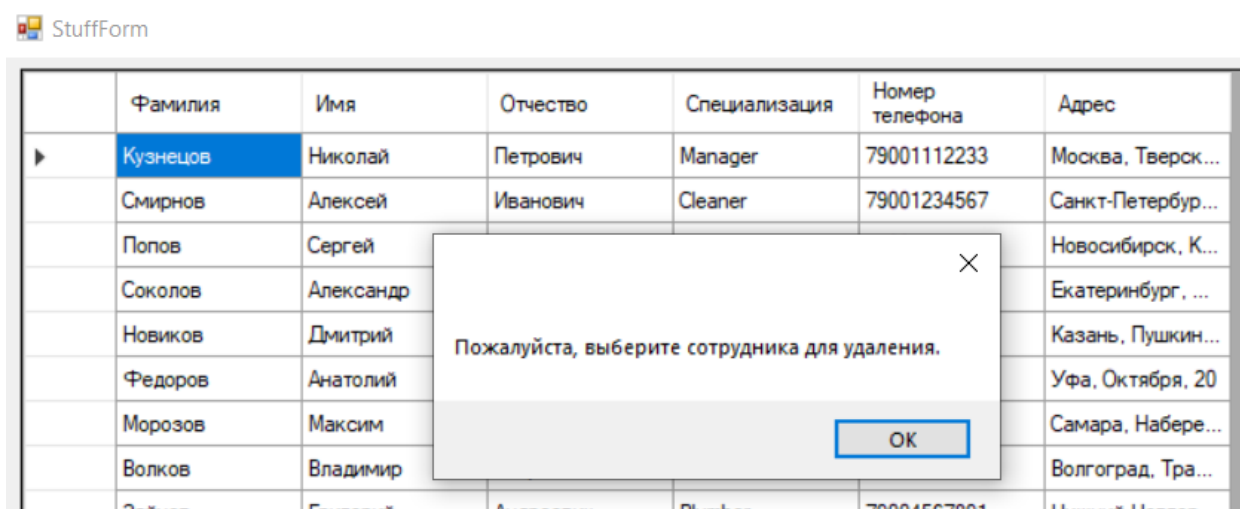 StuffForm
Фамилия Имя Отчество Специализация Номер телефона Адрес
Кузнецов Николай Петрович Manager 79001112233 Москва, Тверск...
Смирнов Алексей Иванович Cleaner 79001234567 Санкт-Петербур...
Попов Сергей Новосибирск, К...
Соколов Александр Екатеринбург, ...
Новиков Дмитрий Казань, Пушкин...
Федоров Анатолий Уфа, Октября, 20
Морозов Максим Самара, Набере...
Волков Владимир Волгоград, Тра...
Пожалуйста, выберите сотрудника для удаления.
OK